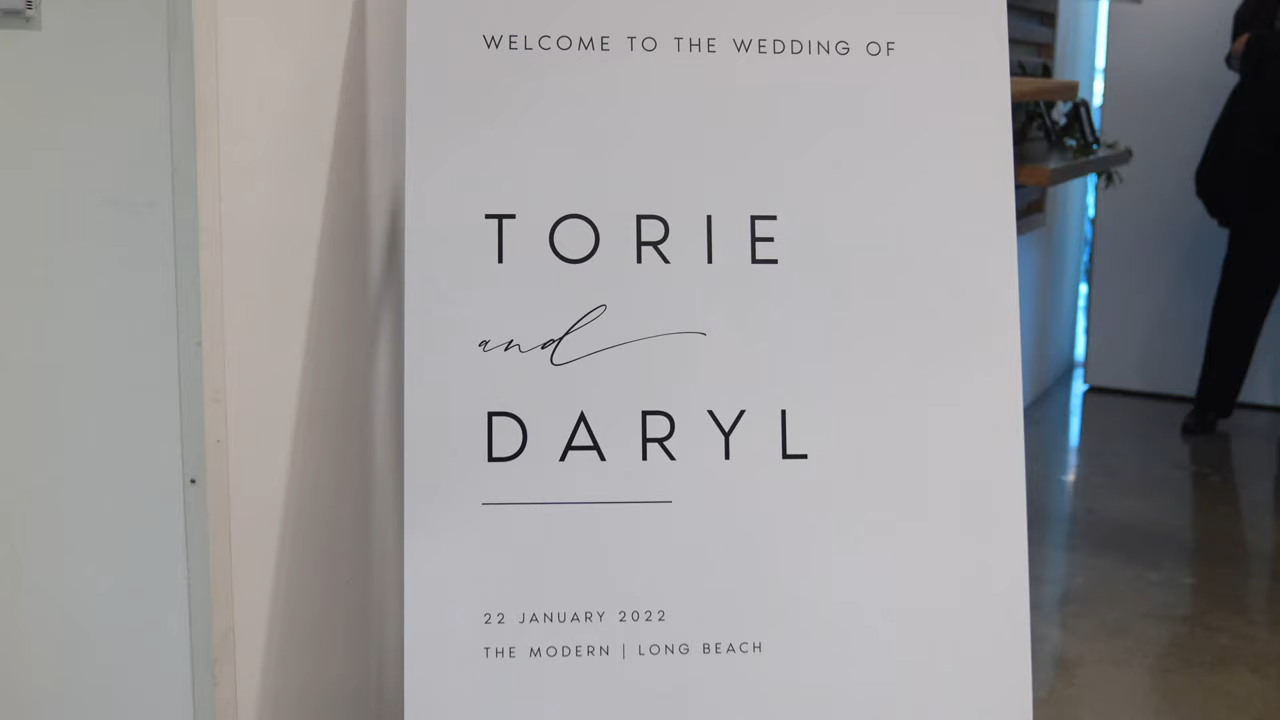 WELCOME TO THE WEDDING OF
TORIE
and
DARYL
22 JANUARY 2022
THE MODERN | LONG BEACH